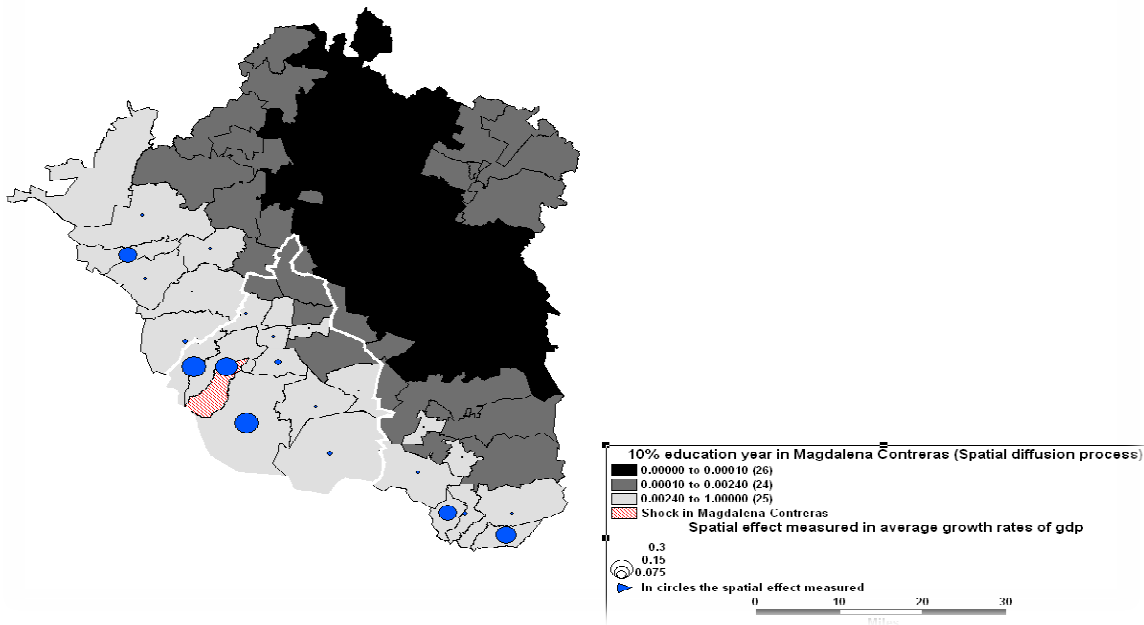 10% education year in Magdalena Contreras (Spatial diffusion process)
0.00000 to 0.00010 (26)
0.00010 to 0.00240 (24)
0.00240 to 1.00000 (25)
Shock in Magdalena Contreras
Spatial effect measured in average growth rates of gdp
0.3
0.15
0.075
In circles the spatial effect measured
0 10 20 30